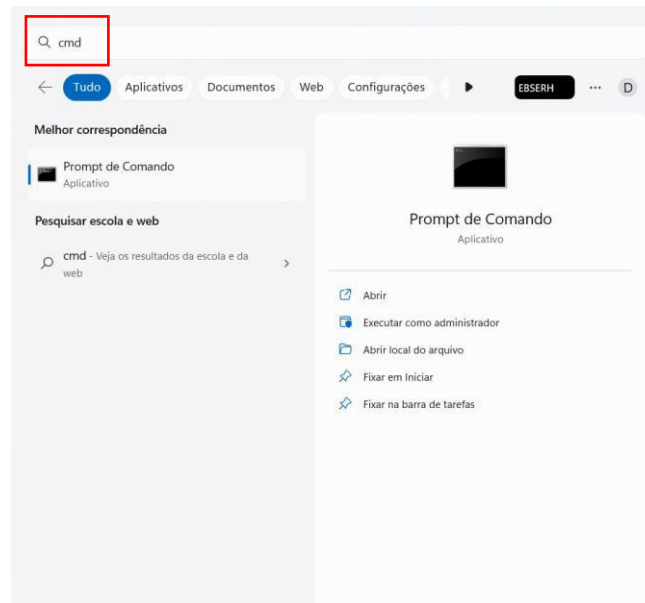 cmd
Tudo Aplicativos Documentos Web Configurações EBSERH ... D
Melhor correspondência
Prompt de Comando
Aplicativo
Pesquisar escola e web
cmd - Veja os resultados da escola e da
web
Prompt de Comando
Aplicativo
Abrir
Executar como administrador
Abrir local do arquivo
Fixar em Iniciar
Fixar na barra de tarefas